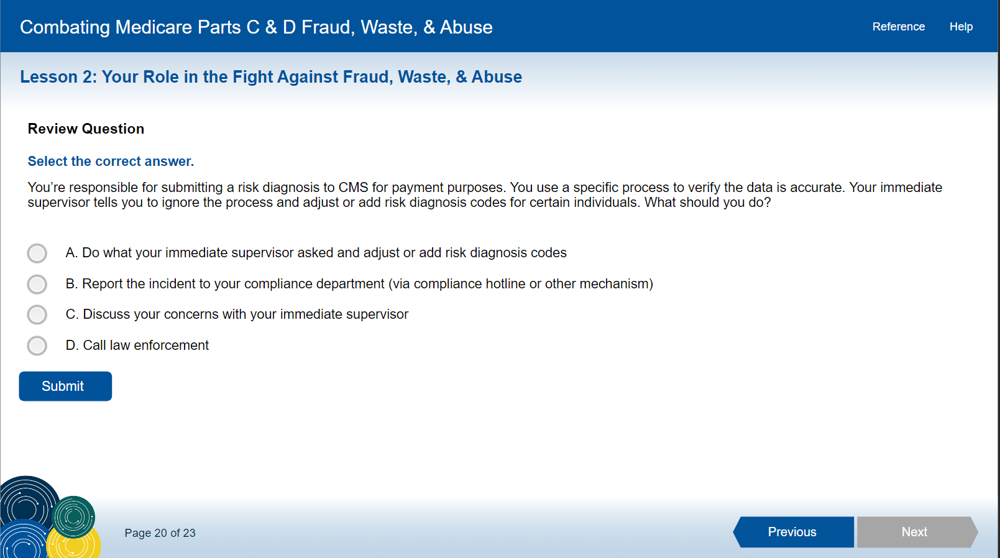 Combating Medicare Parts C & D Fraud, Waste, & Abuse
Reference
Help
Lesson 2: Your Role in the Fight Against Fraud, Waste, & Abuse
Review Question
Select the correct answer.
You’re responsible for submitting a risk diagnosis to CMS for payment purposes. You use a specific process to verify the data is accurate. Your immediate
supervisor tells you to ignore the process and adjust or add risk diagnosis codes for certain individuals. What should you do?
A. Do what your immediate supervisor asked and adjust or add risk diagnosis codes
B. Report the incident to your compliance department (via compliance hotline or other mechanism)
C. Discuss your concerns with your immediate supervisor
D. Call law enforcement
Submit
Page 20 of 23
Previous
Next